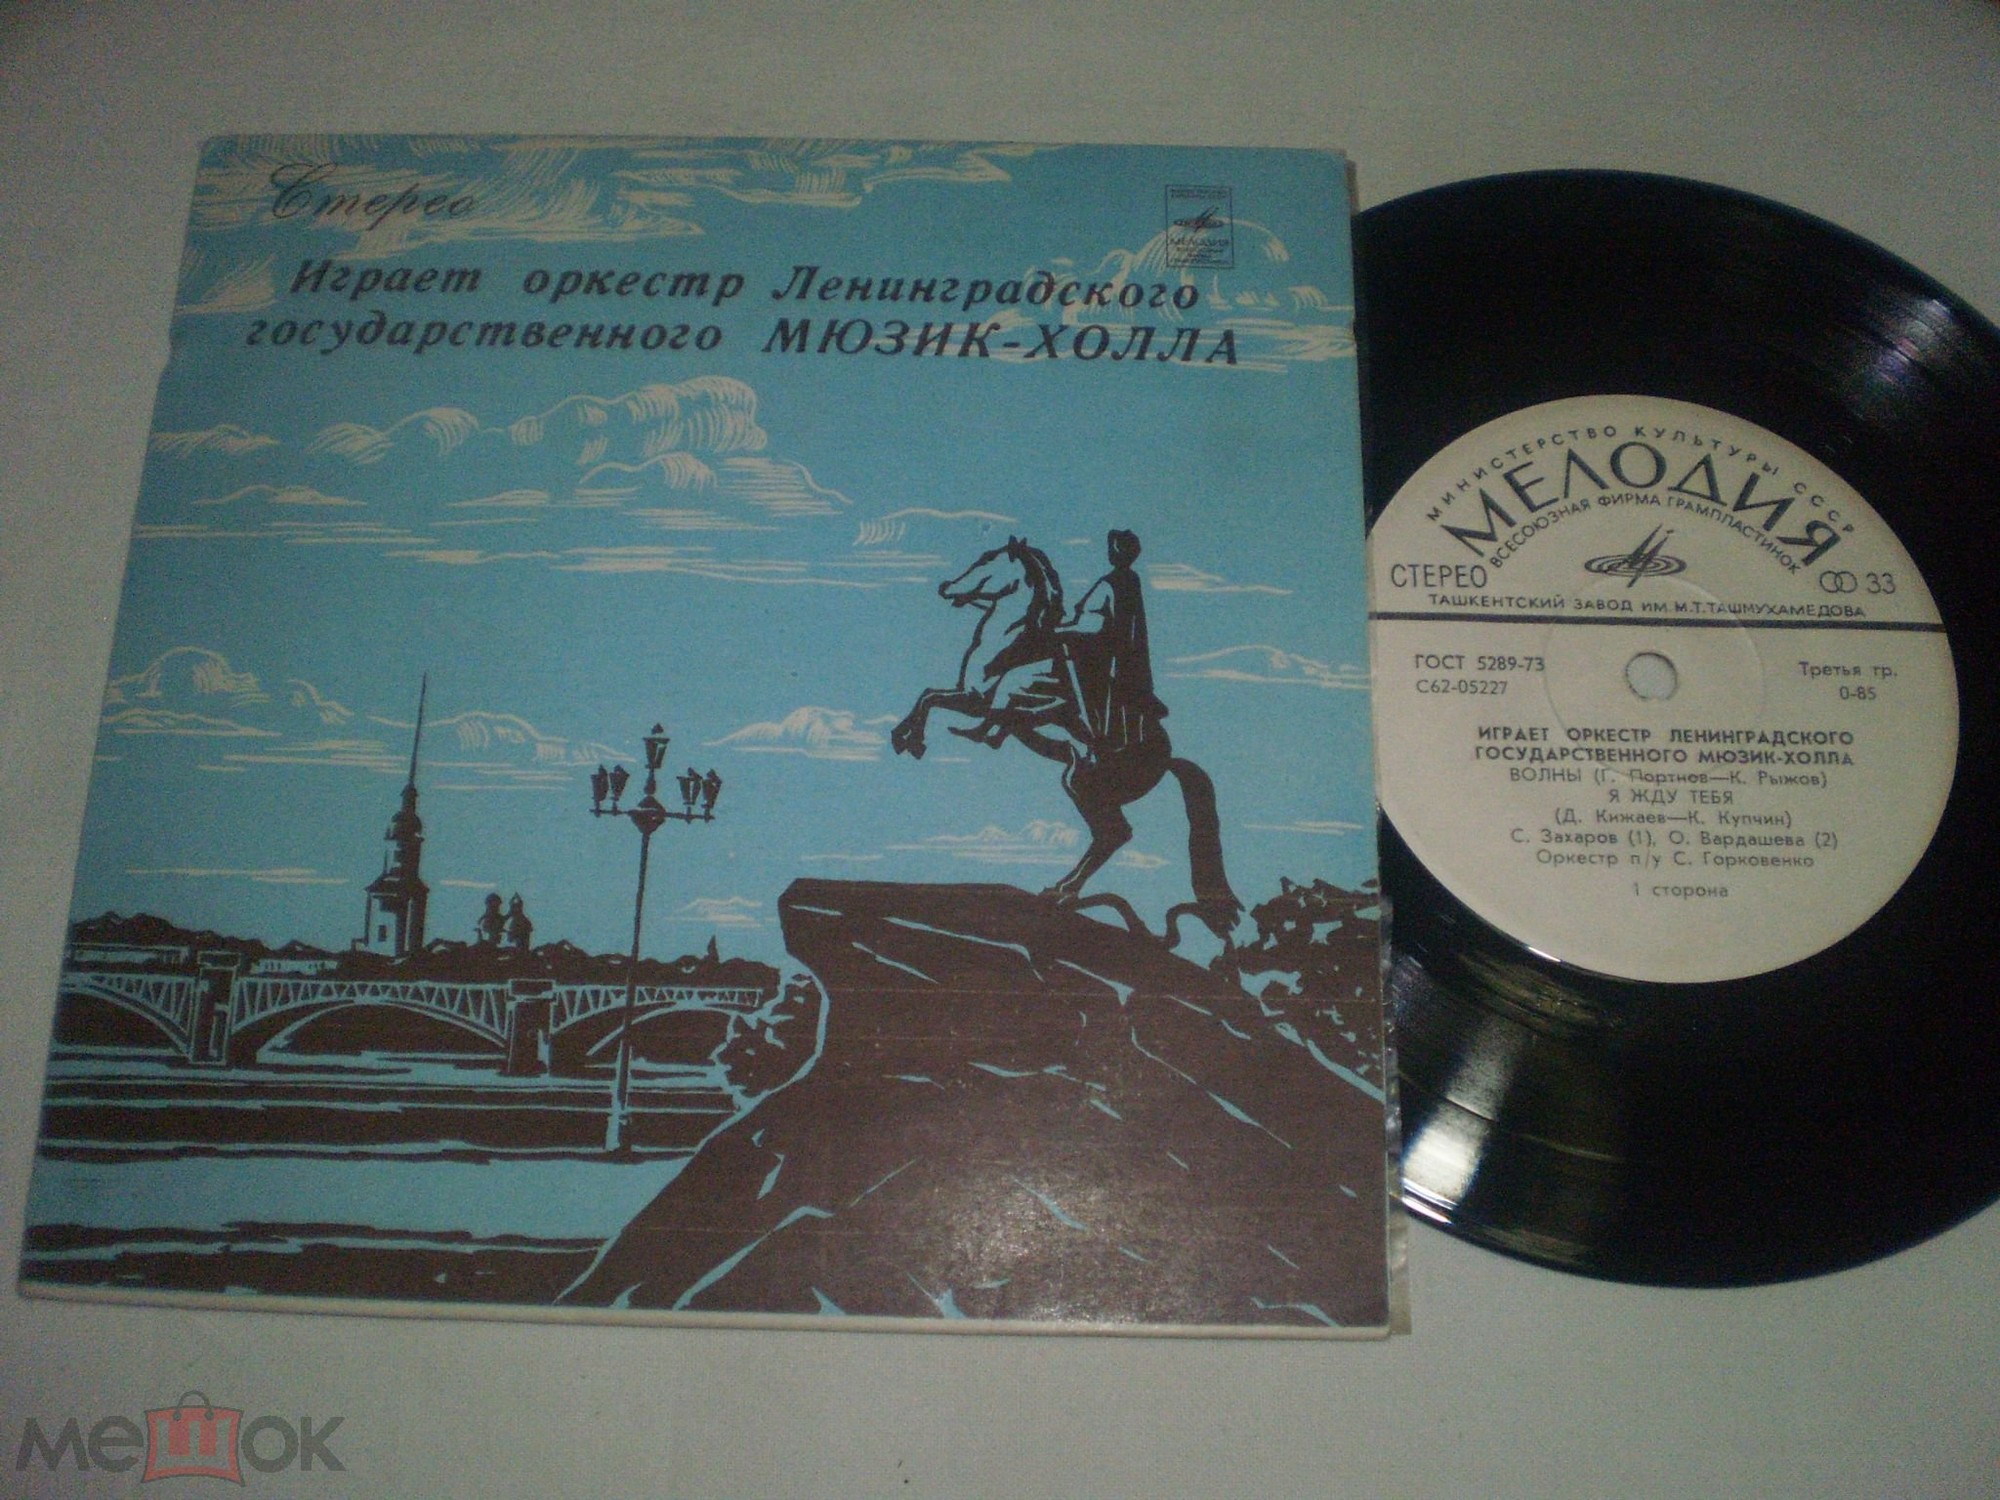 Стерео
МЕЛОДИЯ
Играет оркестр Ленинградского
государственного МЮЗИК-ХОЛЛА
МИНИСТЕРСТВО КУЛЬТУРЫ СССР
МЕЛОДИЯ
ВСЕСОЮЗНАЯ ФИРМА ГРАМПЛАСТИНОК
СТЕРЕО 33
ТАШКЕНТСКИЙ ЗАВОД ИМ. М.Т.ТАШМУХАМЕДОВА
ГОСТ 5289-73 Третья гр.
С62-05227 0-85
ИГРАЕТ ОРКЕСТР ЛЕНИНГРАДСКОГО
ГОСУДАРСТВЕННОГО МЮЗИК-ХОЛЛА
ВОЛНЫ (Г. Портнов—К. Рыжов)
Я ЖДУ ТЕБЯ
(Д. Кижаев—К. Купчин)
С. Захаров (1), О. Вардашева (2)
Оркестр п/у С. Горковенко
1 сторона
мешок